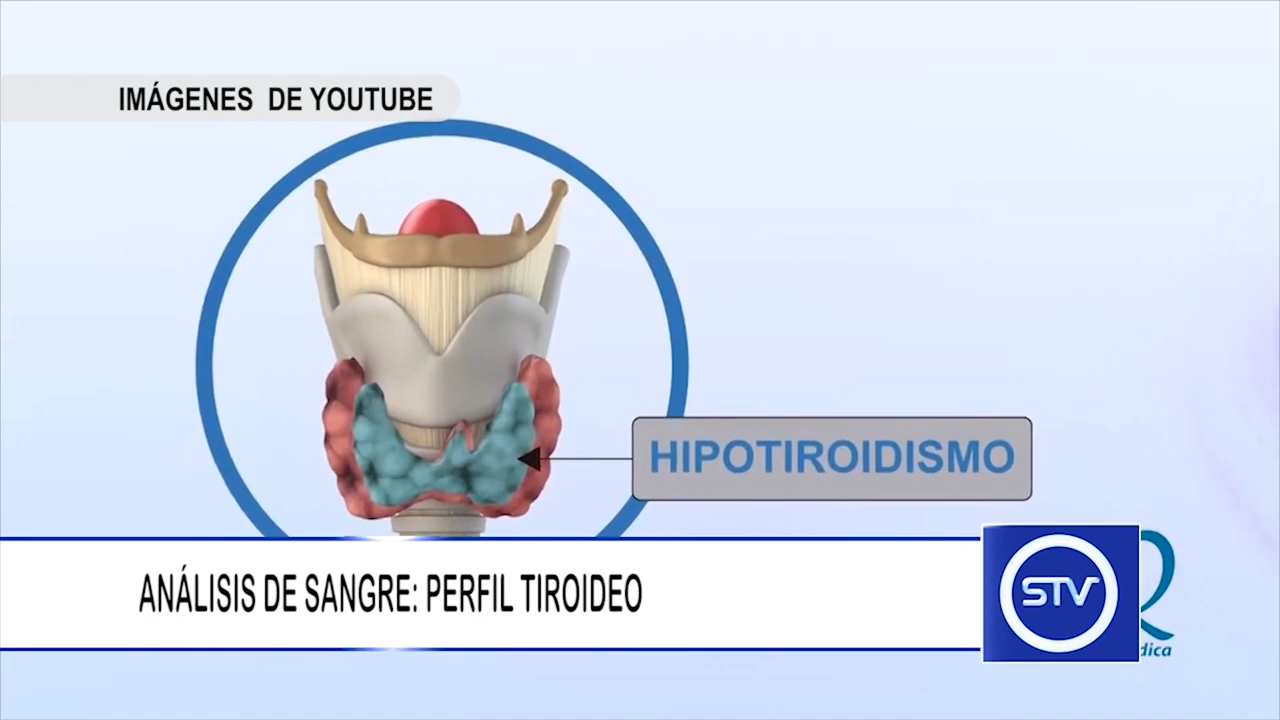 IMÁGENES DE YOUTUBE
HIPOTIROIDISMO
ANÁLISIS DE SANGRE: PERFIL TIROIDEO
STV